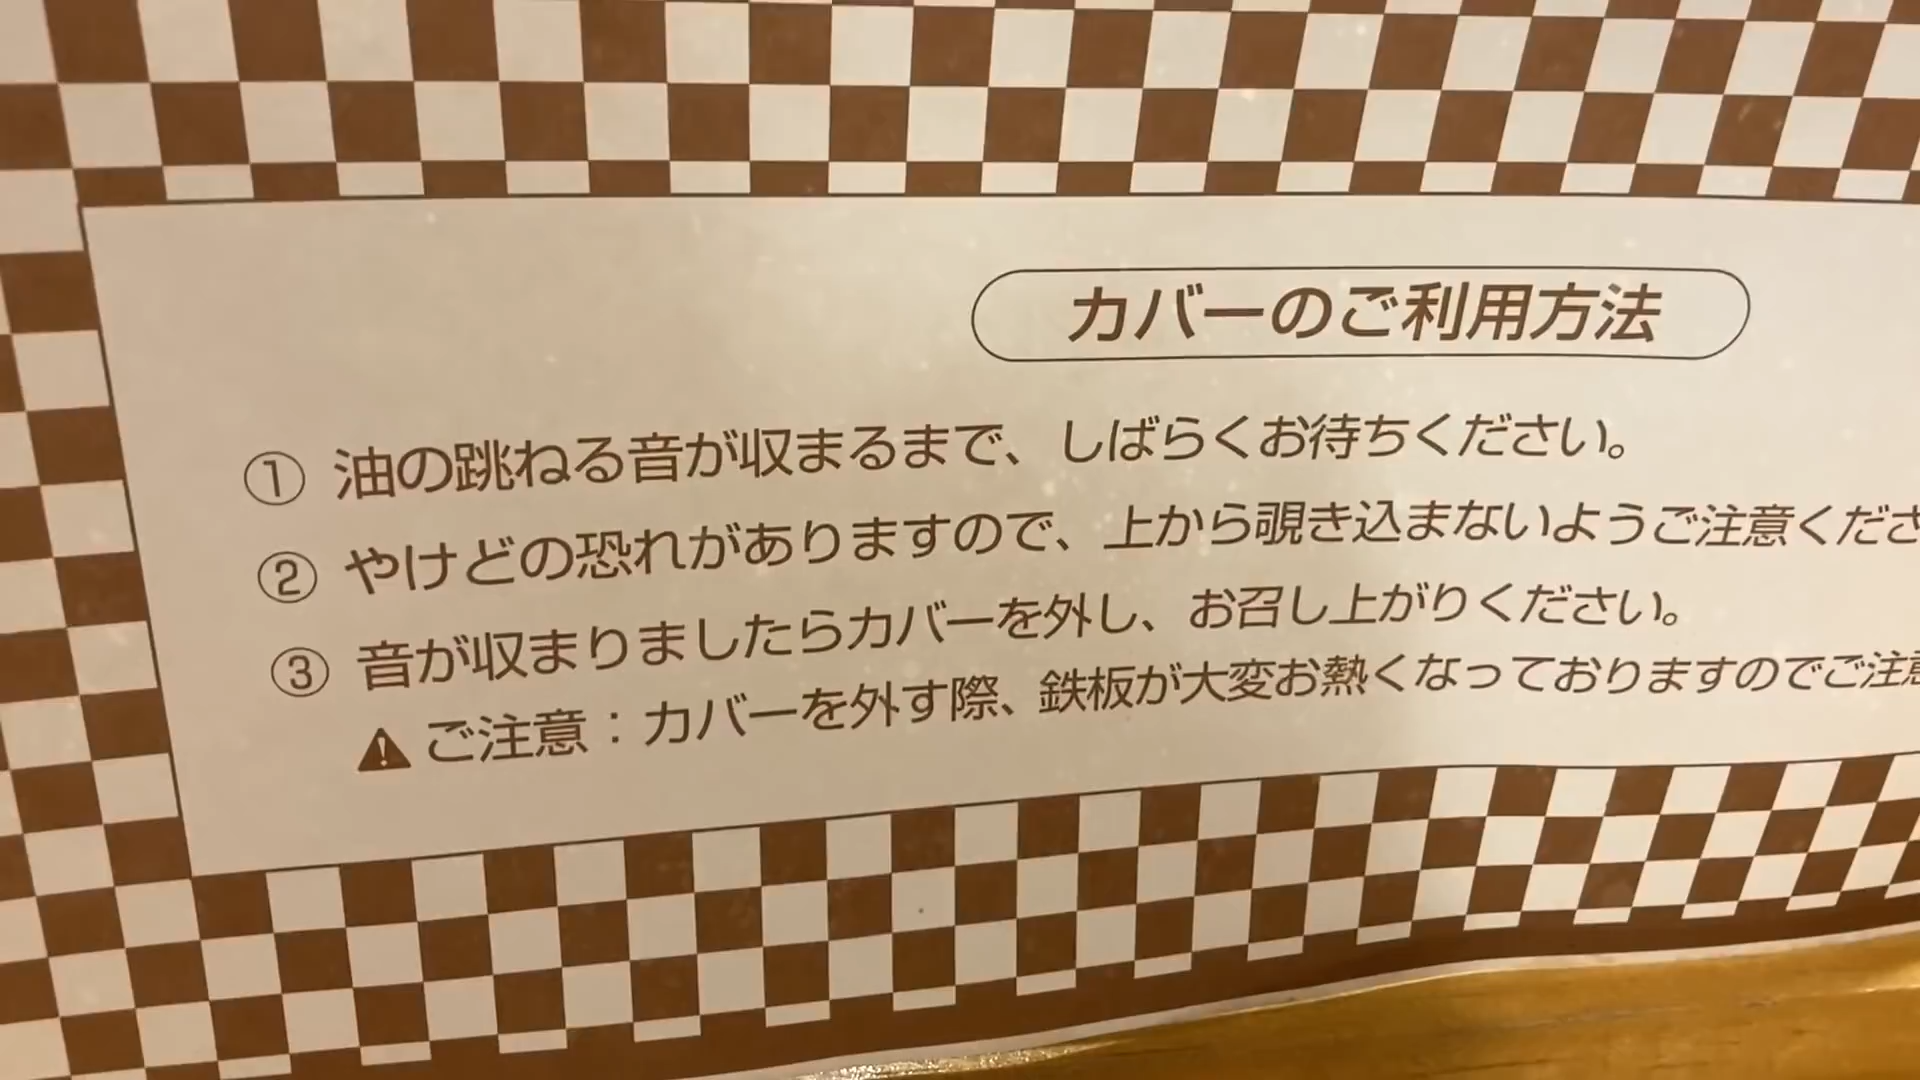 カバーのご利用方法
① 油の跳ねる音が収まるまで、しばらくお待ちください。
② やけどの恐れがありますので、上から覗き込まないようご注意くださ
③ 音が収まりましたらカバーを外し、お召し上がりください。
⚠ ご注意：カバーを外す際、鉄板が大変お熱くなっておりますのでご注意